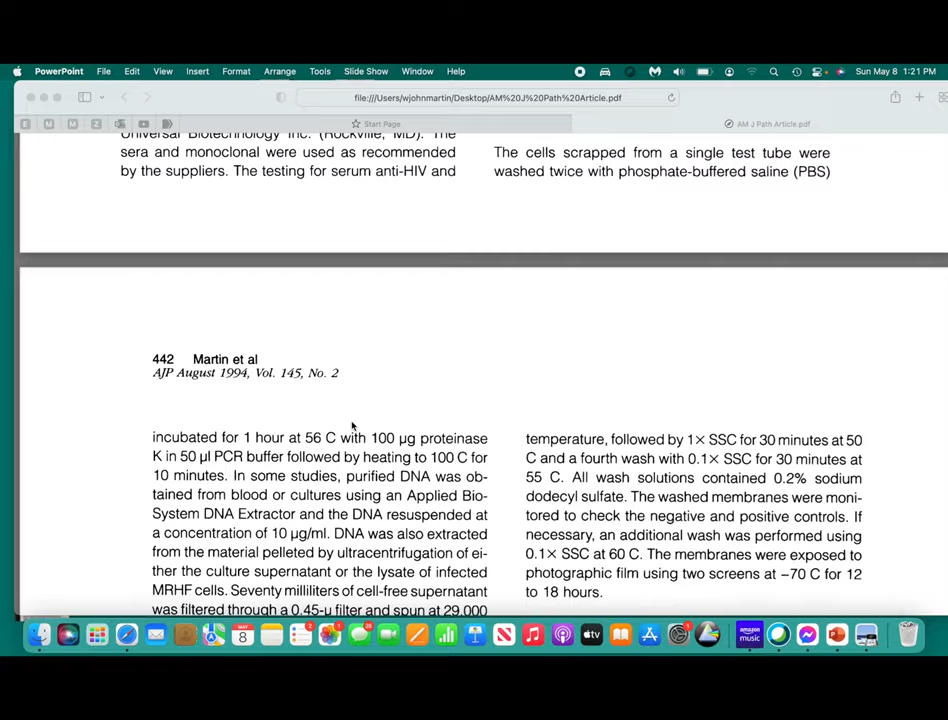 PowerPoint File Edit View Insert Format Arrange Tools Slide Show Window Help Sun May 8 1:21 PM
file:///Users/wjohnmartin/Desktop/AM%20J%20Path%20Article.pdf
Start Page AM J Path Article.pdf
Universal Biotechnology Inc. (Rockville, MD). The
sera and monoclonal were used as recommended
by the suppliers. The testing for serum anti-HIV and
The cells scrapped from a single test tube were
washed twice with phosphate-buffered saline (PBS)
442 Martin et al
AJP August 1994, Vol. 145, No. 2
incubated for 1 hour at 56 C with 100 µg proteinase
K in 50 µl PCR buffer followed by heating to 100 C for
10 minutes. In some studies, purified DNA was ob-
tained from blood or cultures using an Applied Bio-
System DNA Extractor and the DNA resuspended at
a concentration of 10 µg/ml. DNA was also extracted
from the material pelleted by ultracentrifugation of ei-
ther the culture supernatant or the lysate of infected
MRHF cells. Seventy milliliters of cell-free supernatant
was filtered through a 0.45-u filter and spun at 29,000
temperature, followed by 1× SSC for 30 minutes at 50
C and a fourth wash with 0.1× SSC for 30 minutes at
55 C. All wash solutions contained 0.2% sodium
dodecyl sulfate. The washed membranes were moni-
tored to check the negative and positive controls. If
necessary, an additional wash was performed using
0.1× SSC at 60 C. The membranes were exposed to
photographic film using two screens at −70 C for 12
to 18 hours.
MAY
8
tv
amazon
music